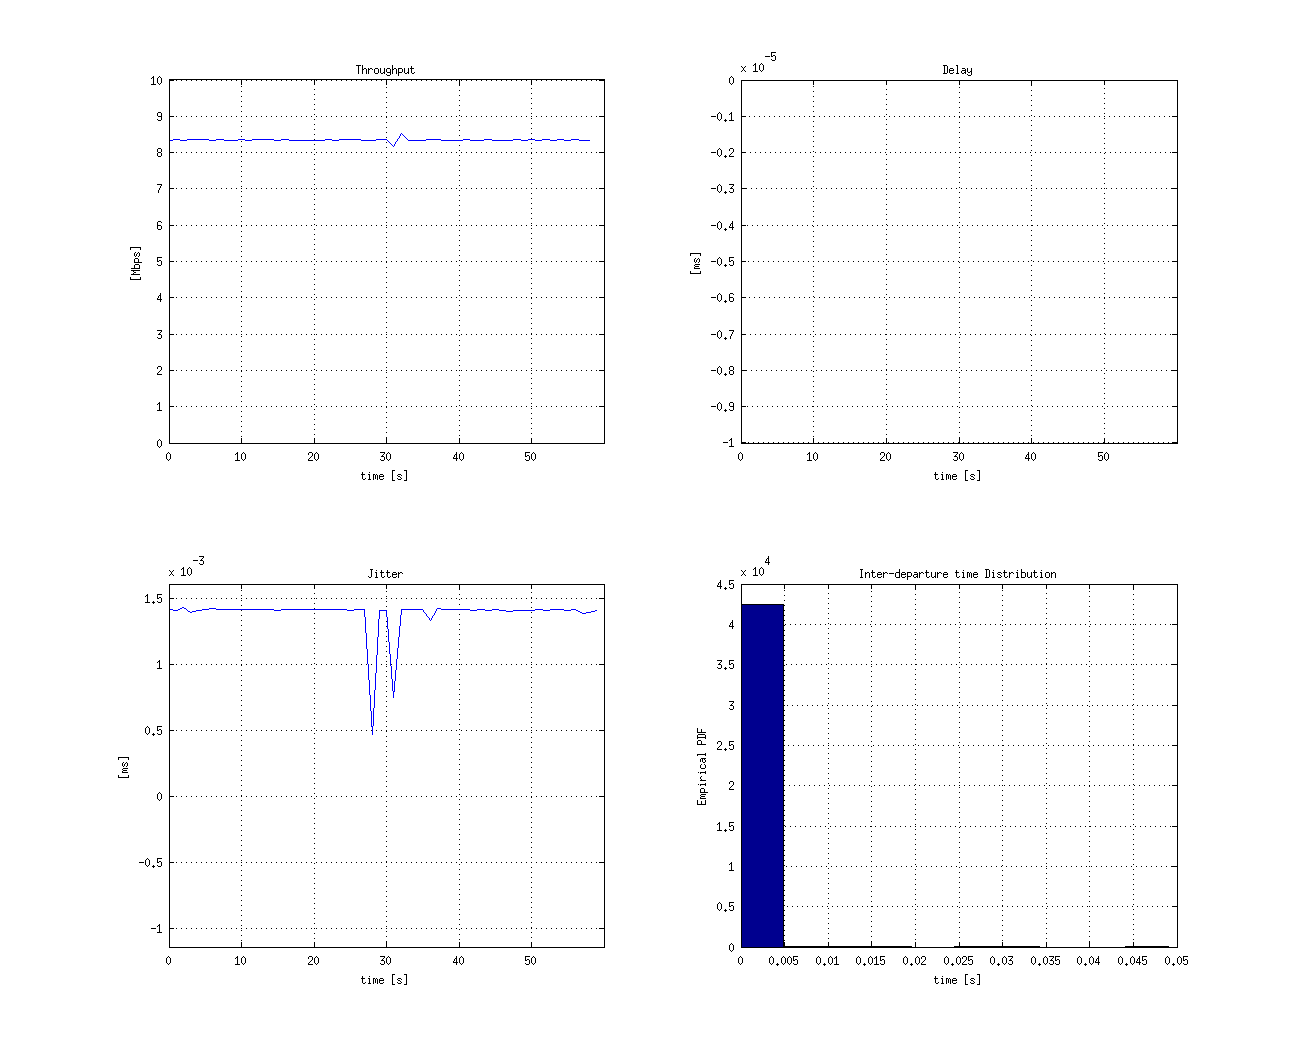 Throughput
10
9
8
7
6
5
4
3
2
1
0
[Mbps]
0 10 20 30 40 50
time [s]
x 10^-5
Delay
0
-0.1
-0.2
-0.3
-0.4
-0.5
-0.6
-0.7
-0.8
-0.9
-1
[ms]
0 10 20 30 40 50
time [s]
x 10^-3
Jitter
1.5
1
0.5
0
-0.5
-1
[ms]
0 10 20 30 40 50
time [s]
x 10^4
Inter-departure time Distribution
4.5
4
3.5
3
2.5
2
1.5
1
0.5
0
Empirical PDF
0 0.005 0.01 0.015 0.02 0.025 0.03 0.035 0.04 0.045 0.05
time [s]